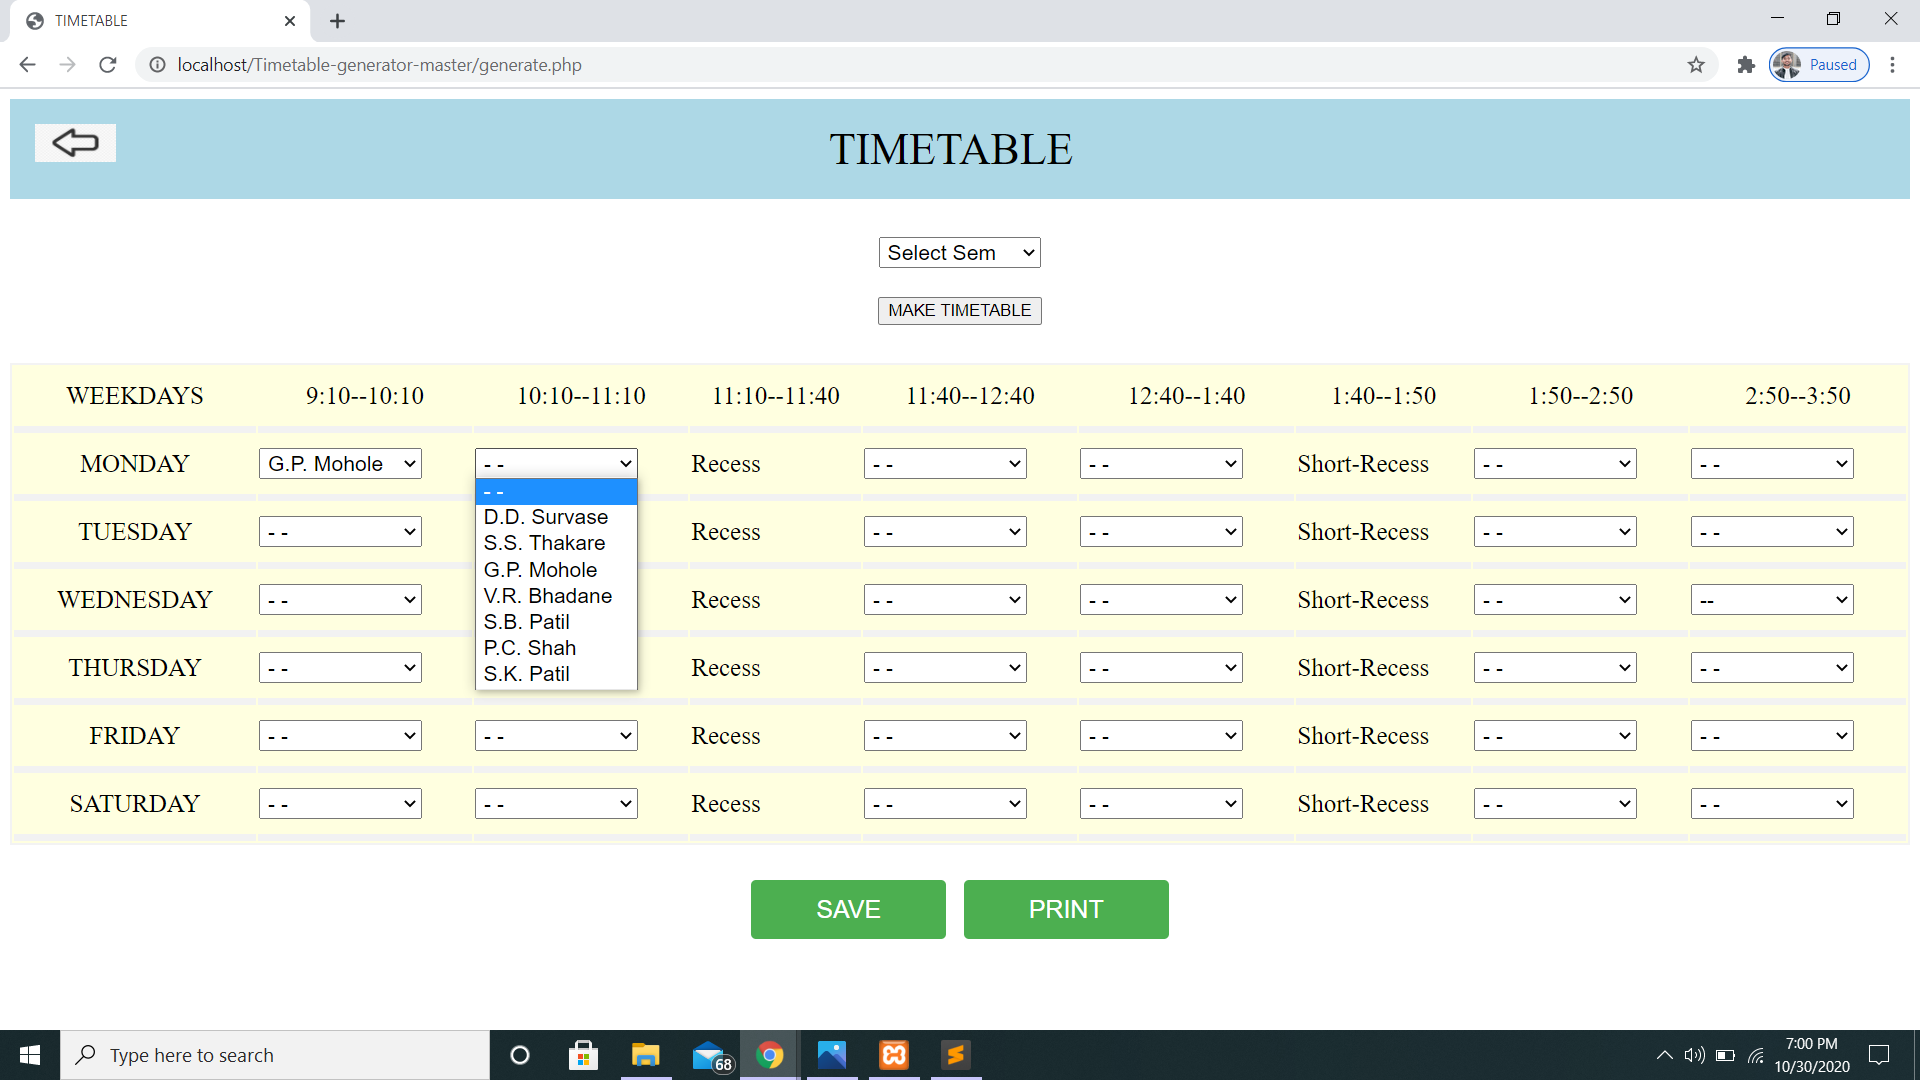 TIMETABLE
localhost/Timetable-generator-master/generate.php
Paused
TIMETABLE
Select Sem
MAKE TIMETABLE
WEEKDAYS 9:10--10:10 10:10--11:10 11:10--11:40 11:40--12:40 12:40--1:40 1:40--1:50 1:50--2:50 2:50--3:50
MONDAY G.P. Mohole - - Recess - - - - Short-Recess - - - -
- -
D.D. Survase
S.S. Thakare
G.P. Mohole
V.R. Bhadane
S.B. Patil
P.C. Shah
S.K. Patil
TUESDAY - - Recess - - - - Short-Recess - - - -
WEDNESDAY - - Recess - - - - Short-Recess - - --
THURSDAY - - Recess - - - - Short-Recess - - - -
FRIDAY - - - - Recess - - - - Short-Recess - - - -
SATURDAY - - - - Recess - - - - Short-Recess - - - -
SAVE PRINT
Type here to search
68
7:00 PM
10/30/2020